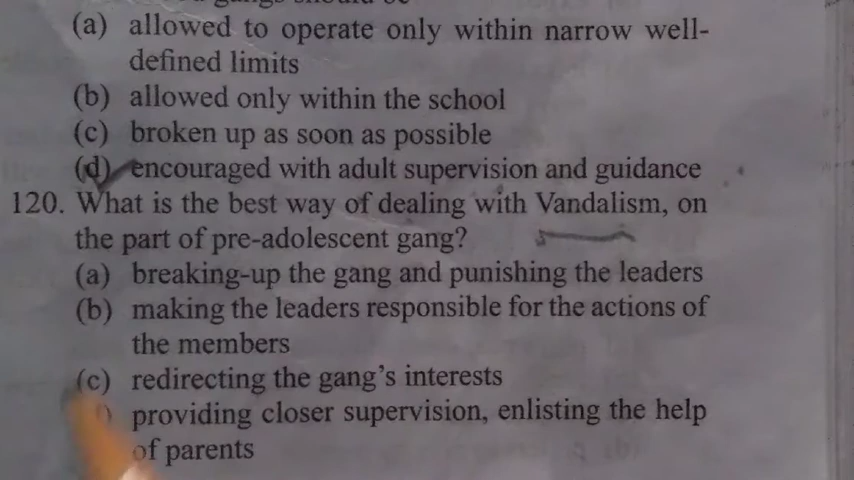 (a) allowed to operate only within narrow well-
defined limits
(b) allowed only within the school
(c) broken up as soon as possible
(d) encouraged with adult supervision and guidance
120. What is the best way of dealing with Vandalism, on
the part of pre-adolescent gang?
(a) breaking-up the gang and punishing the leaders
(b) making the leaders responsible for the actions of
the members
(c) redirecting the gang's interests
) providing closer supervision, enlisting the help
of parents